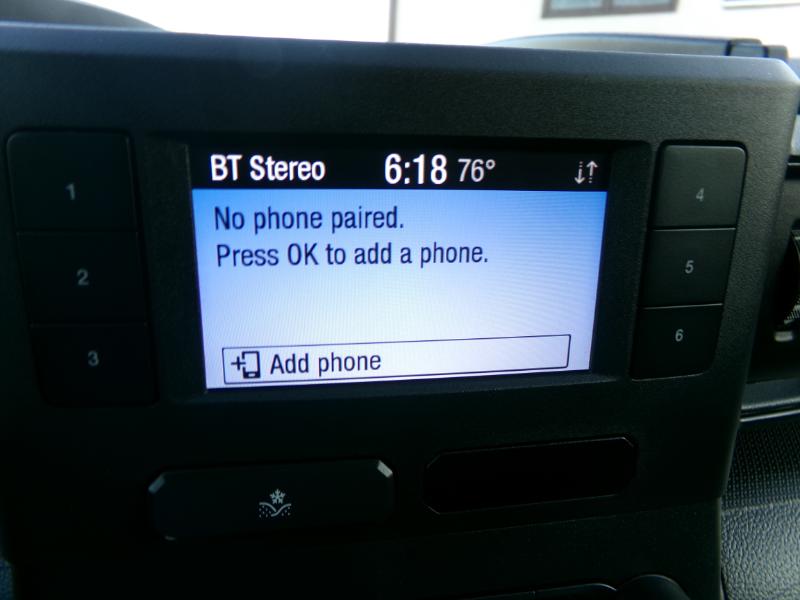 BT Stereo 6:18 76°
No phone paired.
Press OK to add a phone.
Add phone
1
2
3
4
5
6